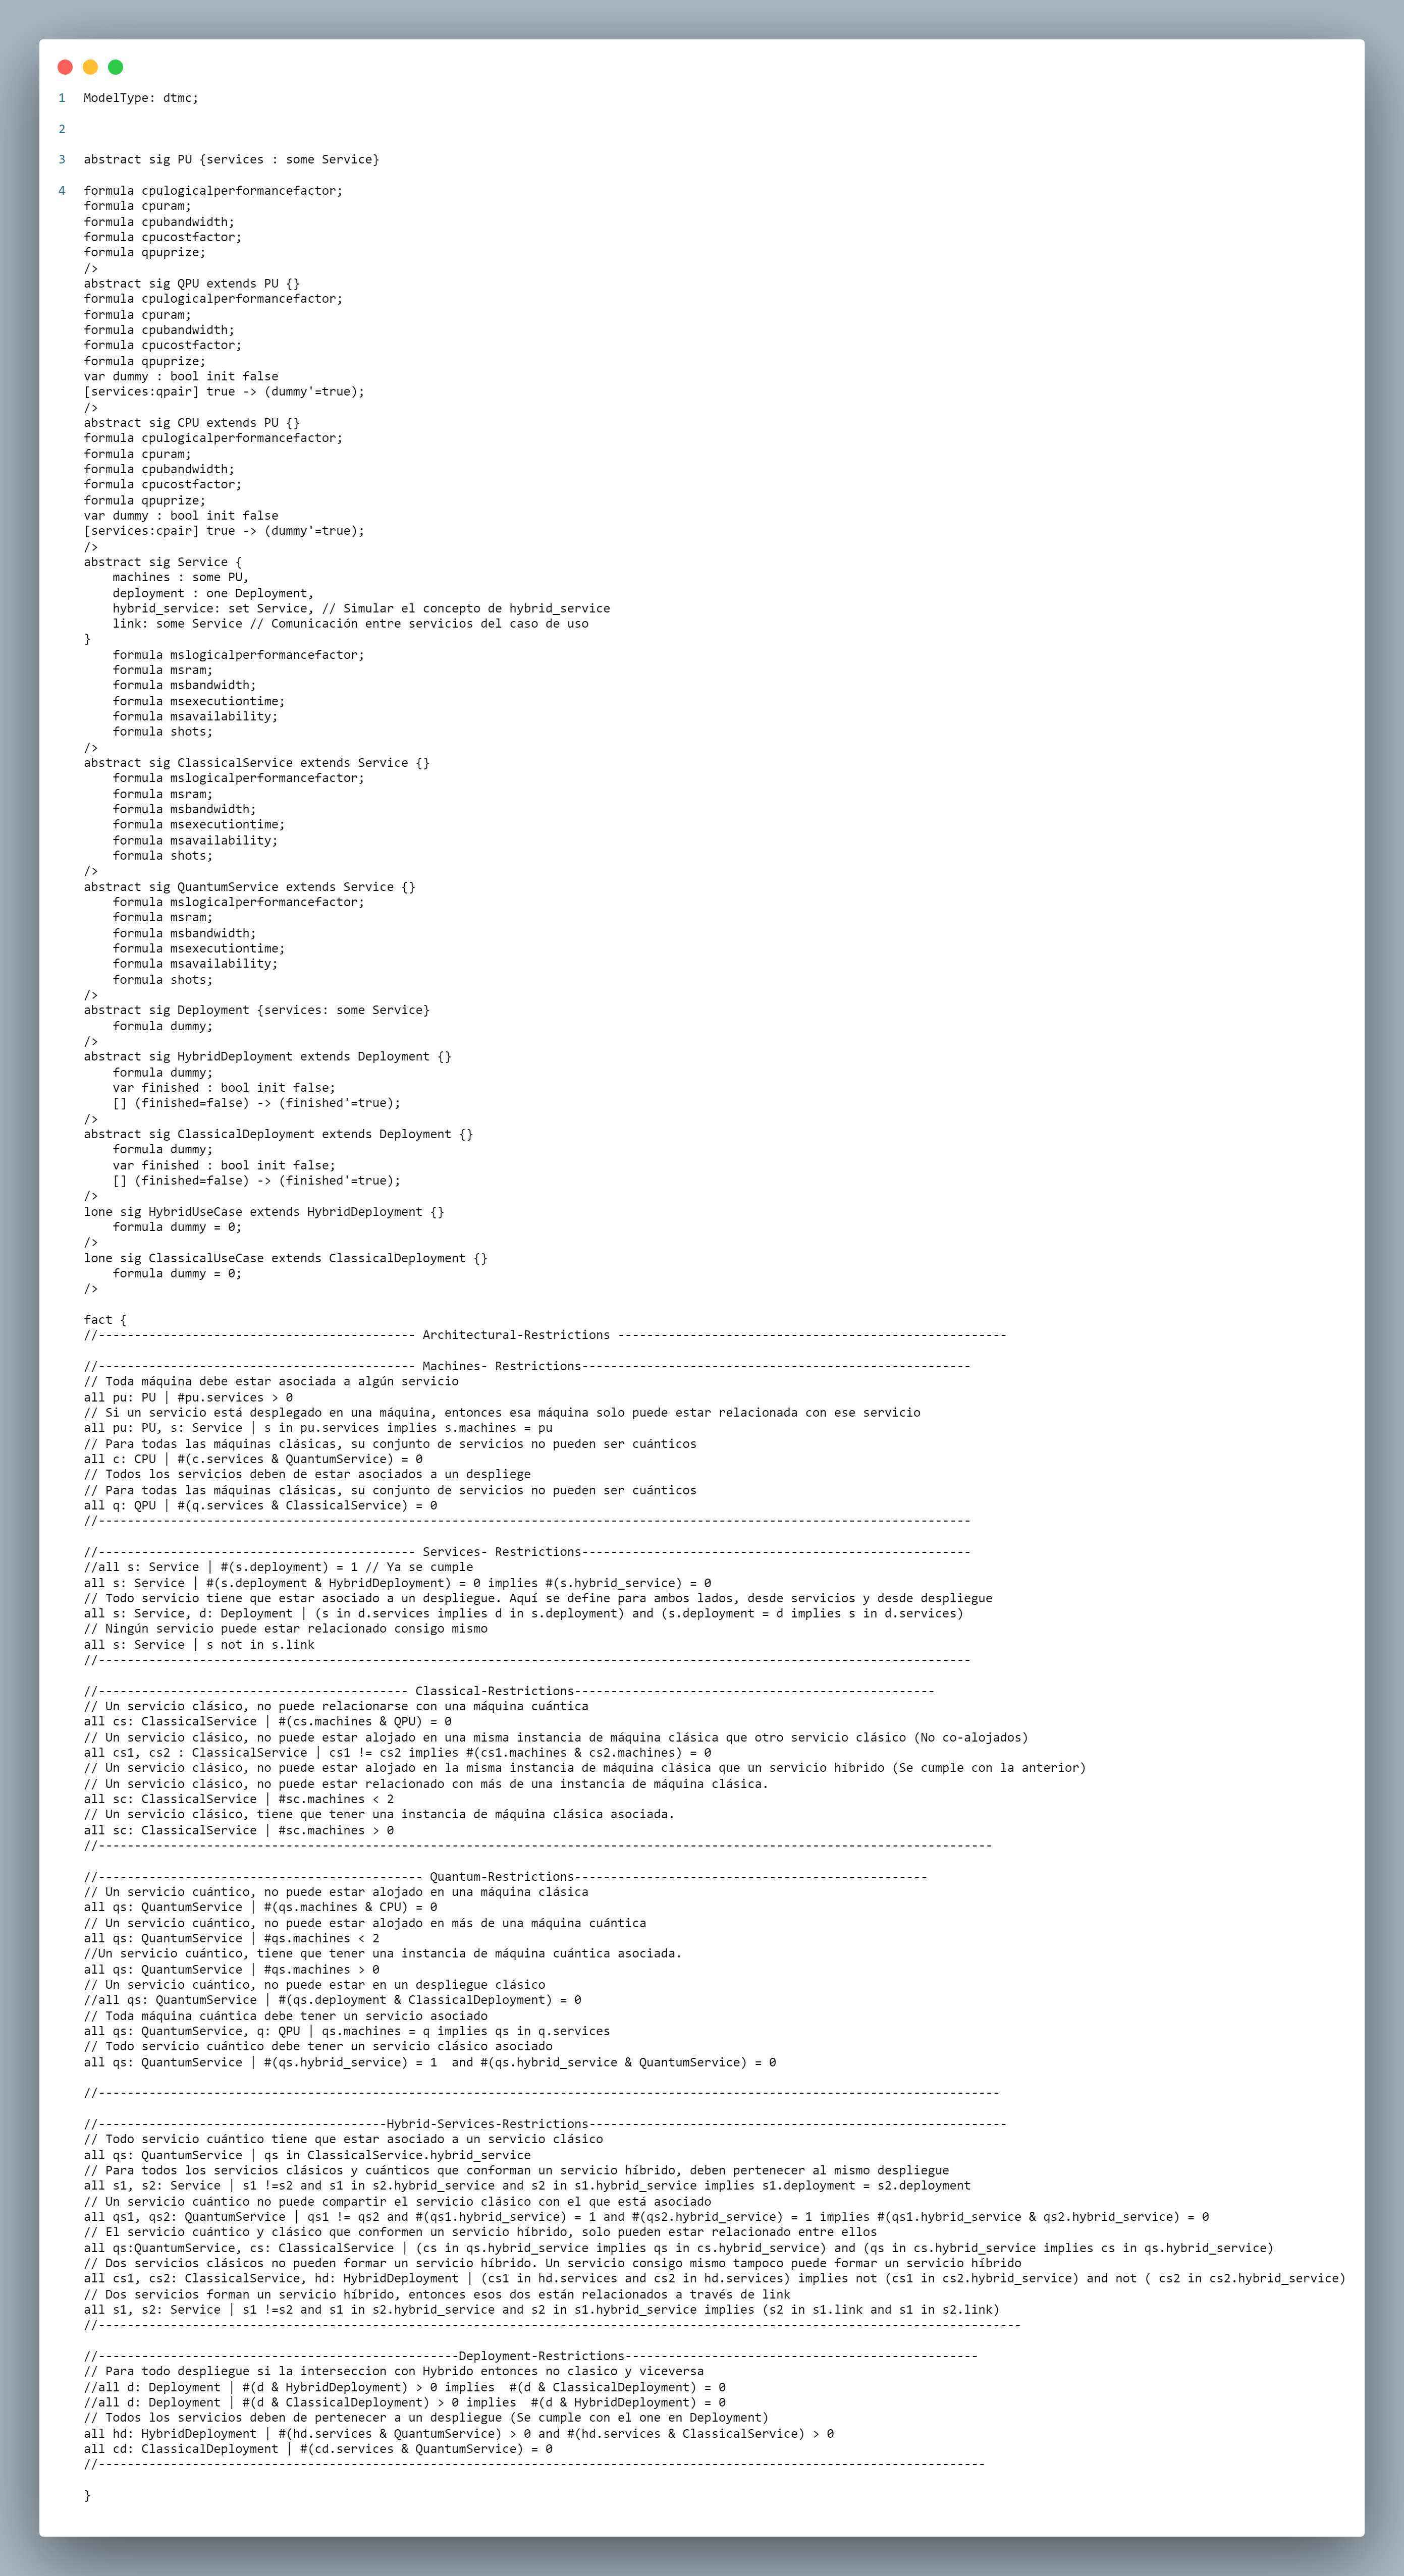 1 ModelType: dtmc;
2
3 abstract sig PU {services : some Service}
4 formula cpulogicalperformancefactor;
formula cpuram;
formula cpubandwidth;
formula cpucostfactor;
formula qpuprize;
/>
abstract sig QPU extends PU {}
formula cpulogicalperformancefactor;
formula cpuram;
formula cpubandwidth;
formula cpucostfactor;
formula qpuprize;
var dummy : bool init false
[services:qpair] true -> (dummy'=true);
/>
abstract sig CPU extends PU {}
formula cpulogicalperformancefactor;
formula cpuram;
formula cpubandwidth;
formula cpucostfactor;
formula qpuprize;
var dummy : bool init false
[services:cpair] true -> (dummy'=true);
/>
abstract sig Service {
    machines : some PU,
    deployment : one Deployment,
    hybrid_service: set Service, // Simular el concepto de hybrid_service
    link: some Service // Comunicación entre servicios del caso de uso
}
    formula mslogicalperformancefactor;
    formula msram;
    formula msbandwidth;
    formula msexecutiontime;
    formula msavailability;
    formula shots;
/>
abstract sig ClassicalService extends Service {}
    formula mslogicalperformancefactor;
    formula msram;
    formula msbandwidth;
    formula msexecutiontime;
    formula msavailability;
    formula shots;
/>
abstract sig QuantumService extends Service {}
    formula mslogicalperformancefactor;
    formula msram;
    formula msbandwidth;
    formula msexecutiontime;
    formula msavailability;
    formula shots;
/>
abstract sig Deployment {services: some Service}
    formula dummy;
/>
abstract sig HybridDeployment extends Deployment {}
    formula dummy;
    var finished : bool init false;
    [] (finished=false) -> (finished'=true);
/>
abstract sig ClassicalDeployment extends Deployment {}
    formula dummy;
    var finished : bool init false;
    [] (finished=false) -> (finished'=true);
/>
lone sig HybridUseCase extends HybridDeployment {}
    formula dummy = 0;
/>
lone sig ClassicalUseCase extends ClassicalDeployment {}
    formula dummy = 0;
/>
fact {
//-------------------------------------------- Architectural-Restrictions ------------------------------------------------------
//-------------------------------------------- Machines- Restrictions------------------------------------------------------
// Toda máquina debe estar asociada a algún servicio
all pu: PU | #pu.services > 0
// Si un servicio está desplegado en una máquina, entonces esa máquina solo puede estar relacionada con ese servicio
all pu: PU, s: Service | s in pu.services implies s.machines = pu
// Para todas las máquinas clásicas, su conjunto de servicios no pueden ser cuánticos
all c: CPU | #(c.services & QuantumService) = 0
// Todos los servicios deben de estar asociados a un despliege
// Para todas las máquinas clásicas, su conjunto de servicios no pueden ser cuánticos
all q: QPU | #(q.services & ClassicalService) = 0
//-------------------------------------------------------------------------------------------------------------------------
//-------------------------------------------- Services- Restrictions------------------------------------------------------
//all s: Service | #(s.deployment) = 1 // Ya se cumple
all s: Service | #(s.deployment & HybridDeployment) = 0 implies #(s.hybrid_service) = 0
// Todo servicio tiene que estar asociado a un despliegue. Aquí se define para ambos lados, desde servicios y desde despliegue
all s: Service, d: Deployment | (s in d.services implies d in s.deployment) and (s.deployment = d implies s in d.services)
// Ningún servicio puede estar relacionado consigo mismo
all s: Service | s not in s.link
//-------------------------------------------------------------------------------------------------------------------------
//------------------------------------------- Classical-Restrictions--------------------------------------------------
// Un servicio clásico, no puede relacionarse con una máquina cuántica
all cs: ClassicalService | #(cs.machines & QPU) = 0
// Un servicio clásico, no puede estar alojado en una misma instancia de máquina clásica que otro servicio clásico (No co-alojados)
all cs1, cs2 : ClassicalService | cs1 != cs2 implies #(cs1.machines & cs2.machines) = 0
// Un servicio clásico, no puede estar alojado en la misma instancia de máquina clásica que un servicio híbrido (Se cumple con la anterior)
// Un servicio clásico, no puede estar relacionado con más de una instancia de máquina clásica.
all sc: ClassicalService | #sc.machines < 2
// Un servicio clásico, tiene que tener una instancia de máquina clásica asociada.
all sc: ClassicalService | #sc.machines > 0
//----------------------------------------------------------------------------------------------------------------------------
//--------------------------------------------- Quantum-Restrictions-------------------------------------------------
// Un servicio cuántico, no puede estar alojado en una máquina clásica
all qs: QuantumService | #(qs.machines & CPU) = 0
// Un servicio cuántico, no puede estar alojado en más de una máquina cuántica
all qs: QuantumService | #qs.machines < 2
//Un servicio cuántico, tiene que tener una instancia de máquina cuántica asociada.
all qs: QuantumService | #qs.machines > 0
// Un servicio cuántico, no puede estar en un despliegue clásico
//all qs: QuantumService | #(qs.deployment & ClassicalDeployment) = 0
// Toda máquina cuántica debe tener un servicio asociado
all qs: QuantumService, q: QPU | qs.machines = q implies qs in q.services
// Todo servicio cuántico debe tener un servicio clásico asociado
all qs: QuantumService | #(qs.hybrid_service) = 1  and #(qs.hybrid_service & QuantumService) = 0
//-----------------------------------------------------------------------------------------------------------------------------
//----------------------------------------Hybrid-Services-Restrictions----------------------------------------------------------
// Todo servicio cuántico tiene que estar asociado a un servicio clásico
all qs: QuantumService | qs in ClassicalService.hybrid_service
// Para todos los servicios clásicos y cuánticos que conforman un servicio híbrido, deben pertenecer al mismo despliegue
all s1, s2: Service | s1 !=s2 and s1 in s2.hybrid_service and s2 in s1.hybrid_service implies s1.deployment = s2.deployment
// Un servicio cuántico no puede compartir el servicio clásico con el que está asociado
all qs1, qs2: QuantumService | qs1 != qs2 and #(qs1.hybrid_service) = 1 and #(qs2.hybrid_service) = 1 implies #(qs1.hybrid_service & qs2.hybrid_service) = 0
// El servicio cuántico y clásico que conformen un servicio híbrido, solo pueden estar relacionado entre ellos
all qs:QuantumService, cs: ClassicalService | (cs in qs.hybrid_service implies qs in cs.hybrid_service) and (qs in cs.hybrid_service implies cs in qs.hybrid_service)
// Dos servicios clásicos no pueden formar un servicio híbrido. Un servicio consigo mismo tampoco puede formar un servicio híbrido
all cs1, cs2: ClassicalService, hd: HybridDeployment | (cs1 in hd.services and cs2 in hd.services) implies not (cs1 in cs2.hybrid_service) and not ( cs2 in cs2.hybrid_service)
// Dos servicios forman un servicio híbrido, entonces esos dos están relacionados a través de link
all s1, s2: Service | s1 !=s2 and s1 in s2.hybrid_service and s2 in s1.hybrid_service implies (s2 in s1.link and s1 in s2.link)
//--------------------------------------------------------------------------------------------------------------------------------
//--------------------------------------------------Deployment-Restrictions-------------------------------------------------
// Para todo despliegue si la interseccion con Hybrido entonces no clasico y viceversa
//all d: Deployment | #(d & HybridDeployment) > 0 implies  #(d & ClassicalDeployment) = 0
//all d: Deployment | #(d & ClassicalDeployment) > 0 implies  #(d & HybridDeployment) = 0
// Todos los servicios deben de pertenecer a un despliegue (Se cumple con el one en Deployment)
all hd: HybridDeployment | #(hd.services & QuantumService) > 0 and #(hd.services & ClassicalService) > 0
all cd: ClassicalDeployment | #(cd.services & QuantumService) = 0
//---------------------------------------------------------------------------------------------------------------------------
}